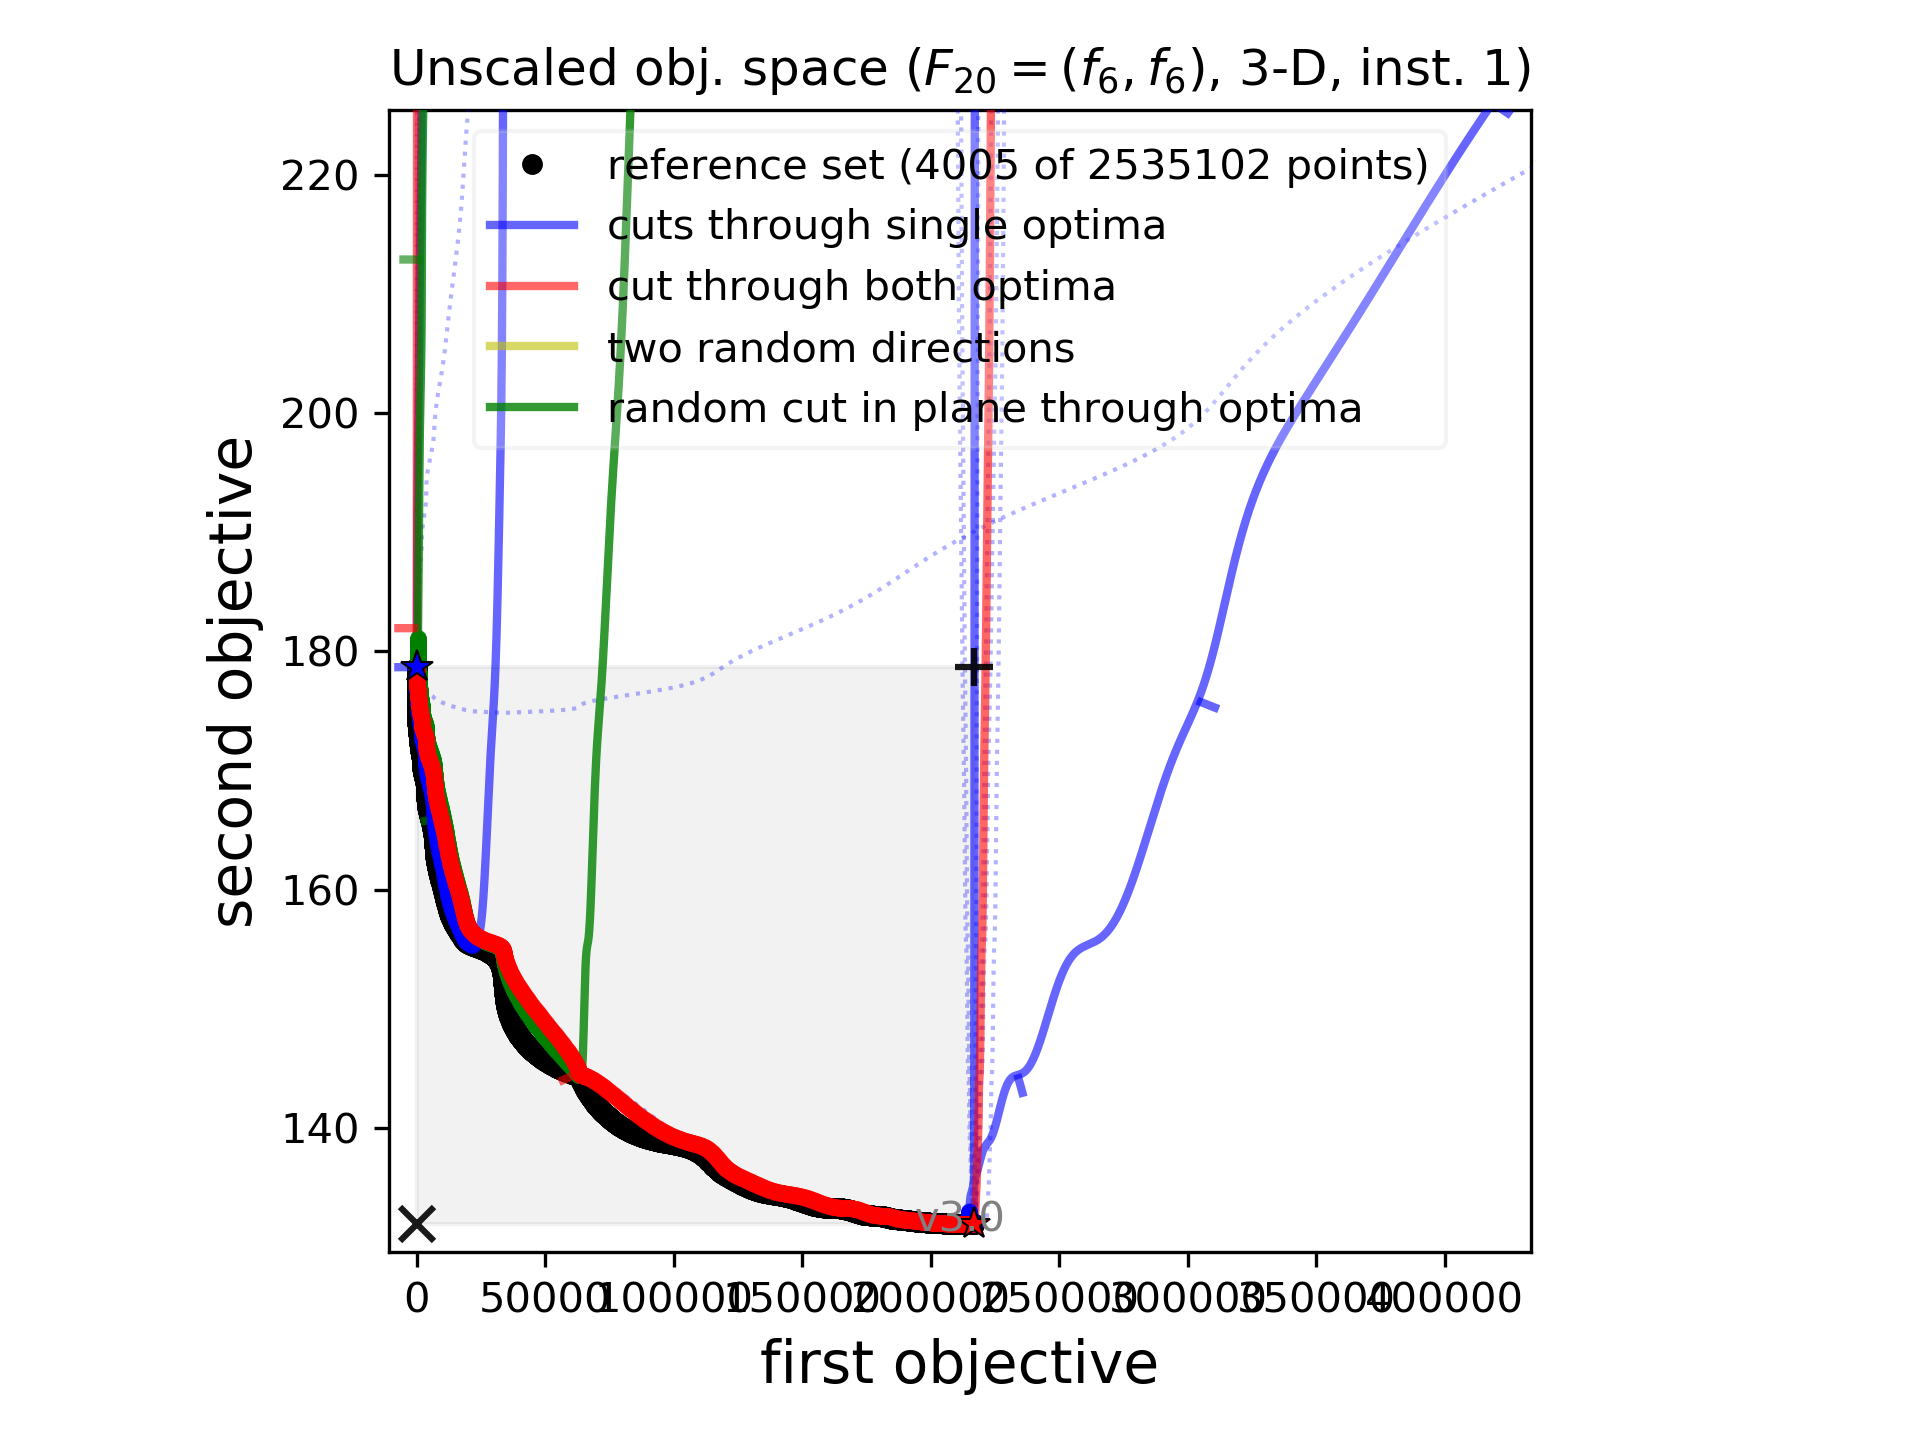 Unscaled obj. space (F20 = (f6, f6), 3-D, inst. 1)
reference set (4005 of 2535102 points)
cuts through single optima
cut through both optima
two random directions
random cut in plane through optima
220
200
180
160
140
second objective
v3.0
0 50000 100000 150000 200000 250000 300000 350000 400000
first objective